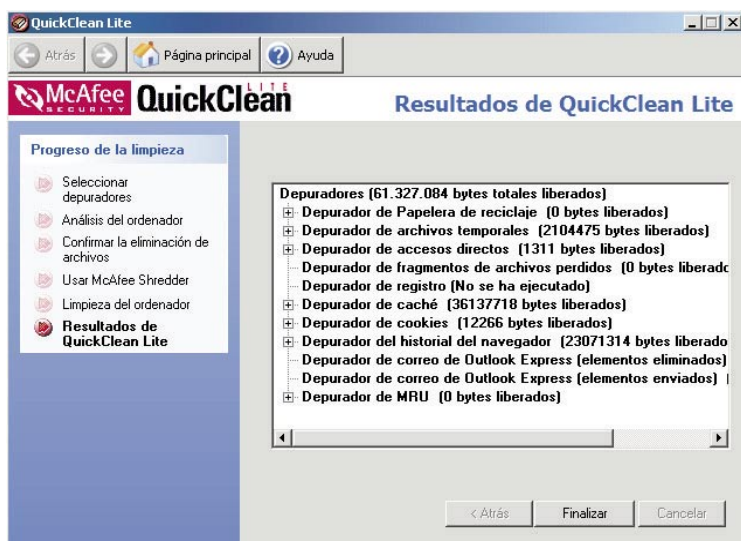 QuickClean Lite
Atrás
Página principal
Ayuda
McAfee
SECURITY
QuickClean
LITE
Resultados de QuickClean Lite
Progreso de la limpieza
Seleccionar
depuradores
Análisis del ordenador
Confirmar la eliminación de
archivos
Usar McAfee Shredder
Limpieza del ordenador
Resultados de
QuickClean Lite
Depuradores (61.327.084 bytes totales liberados)
Depurador de Papelera de reciclaje (0 bytes liberados)
Depurador de archivos temporales (2104475 bytes liberados)
Depurador de accesos directos (1311 bytes liberados)
Depurador de fragmentos de archivos perdidos (0 bytes liberadc
Depurador de registro (No se ha ejecutado)
Depurador de caché (36137718 bytes liberados)
Depurador de cookies (12266 bytes liberados)
Depurador del historial del navegador (23071314 bytes liberado
Depurador de correo de Outlook Express (elementos eliminados)
Depurador de correo de Outlook Express (elementos enviados) (
Depurador de MRU (0 bytes liberados)
< Atrás
Finalizar
Cancelar